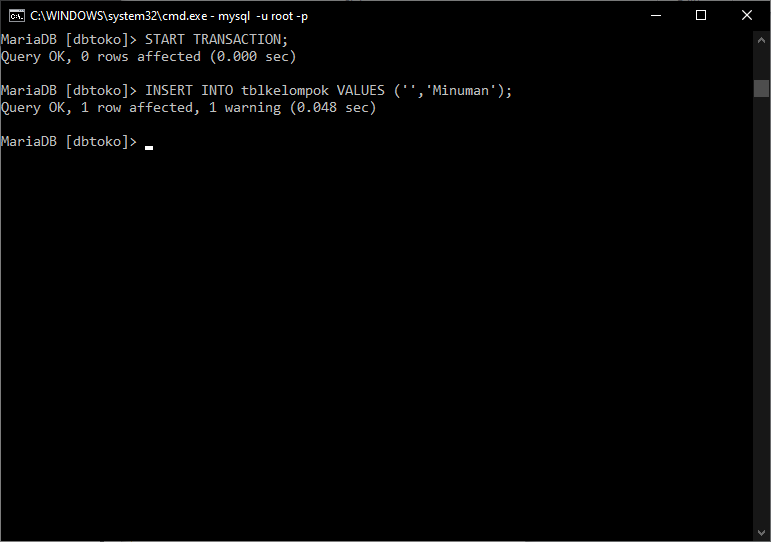 C:\WINDOWS\system32\cmd.exe - mysql  -u root -p
MariaDB [dbtoko]> START TRANSACTION;
Query OK, 0 rows affected (0.000 sec)
MariaDB [dbtoko]> INSERT INTO tblkelompok VALUES ('','Minuman');
Query OK, 1 row affected, 1 warning (0.048 sec)
MariaDB [dbtoko]>